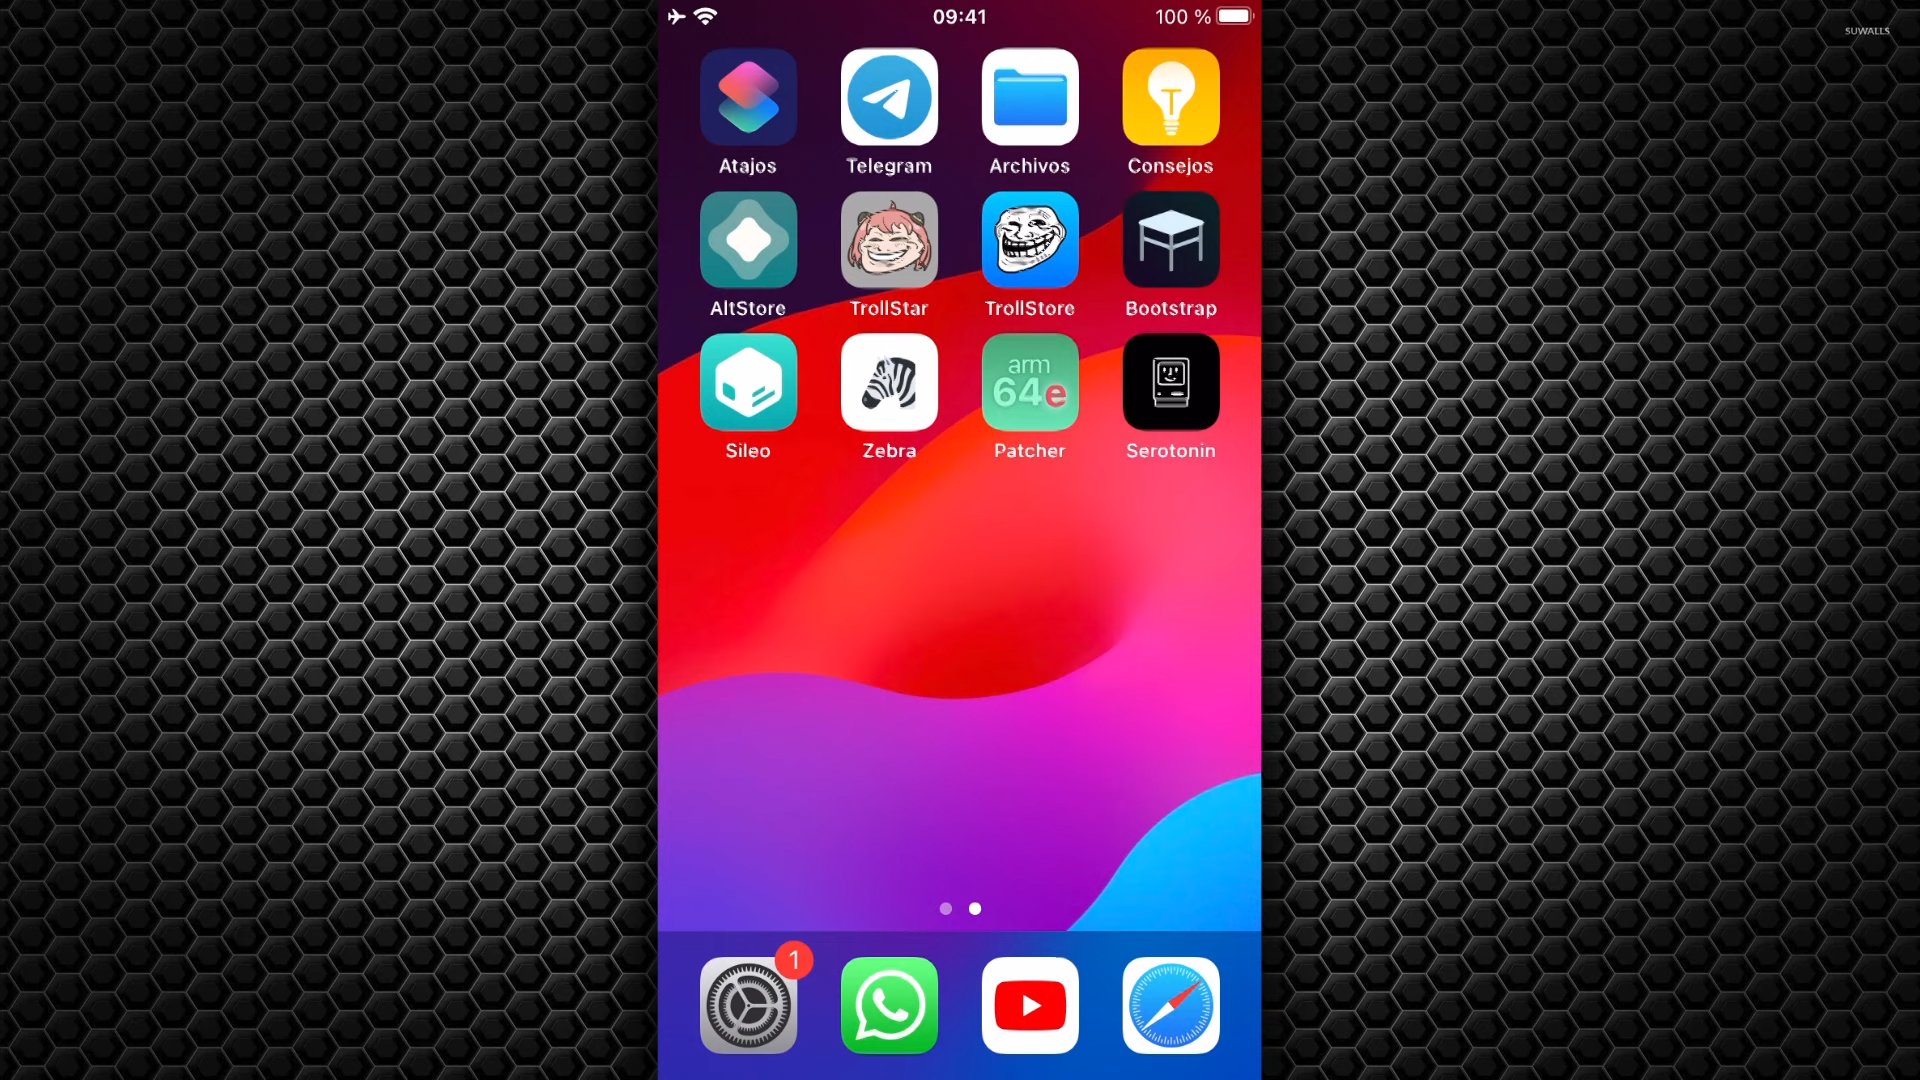 09:41
100 %
SUWALLS
Atajos
Telegram
Archivos
Consejos
AltStore
TrollStar
TrollStore
Bootstrap
arm
64e
Sileo
Zebra
Patcher
Serotonin
1